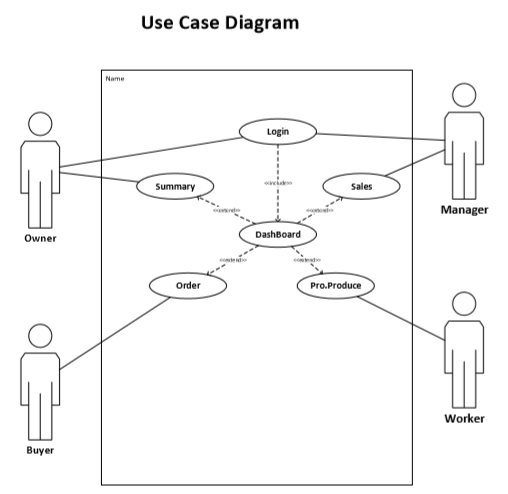 Use Case Diagram
Name
Login
Manager
<<include>>
Summary
Sales
Owner
<<extend>>
<<extend>>
DashBoard
<<extend>>
<<extend>>
Order
Pro.Produce
Worker
Buyer